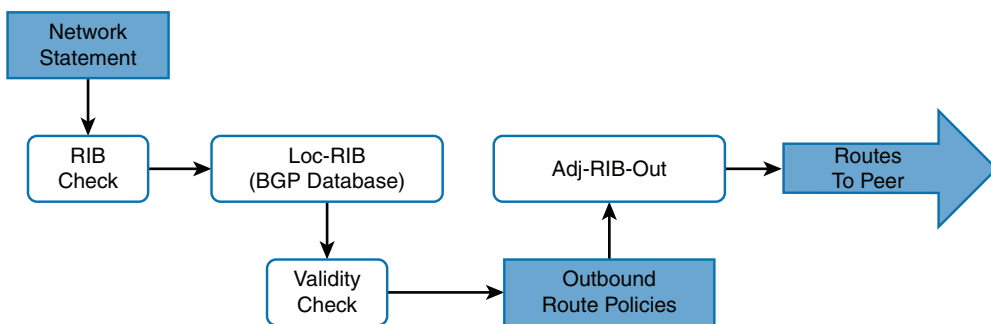 Network
Statement
RIB
Check
Loc-RIB
(BGP Database)
Adj-RIB-Out
Routes
To Peer
Validity
Check
Outbound
Route Policies